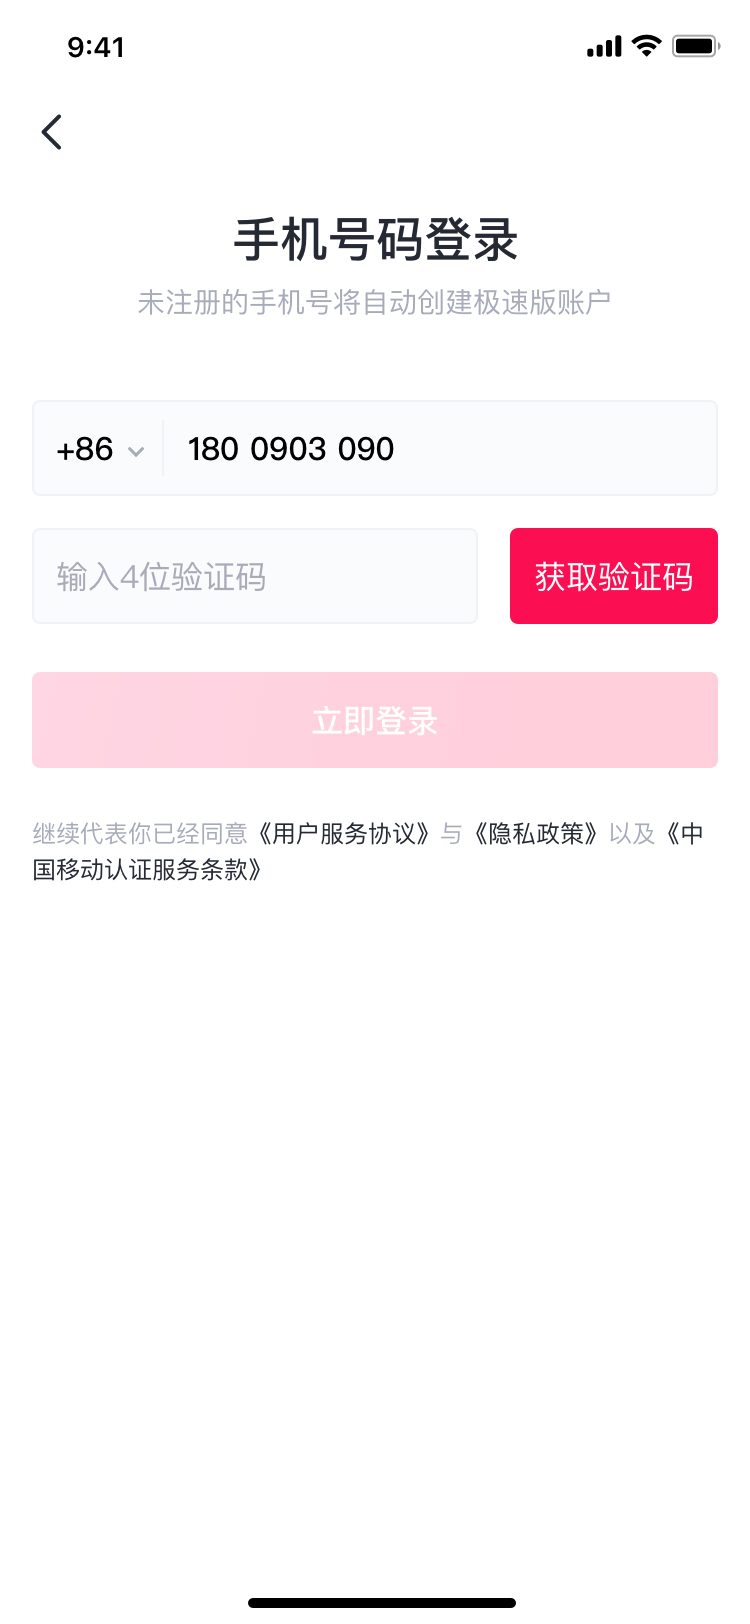 9:41
手机号码登录
未注册的手机号将自动创建极速版账户
+86 180 0903 090
输入4位验证码 获取验证码
立即登录
继续代表你已经同意《用户服务协议》与《隐私政策》以及《中
国移动认证服务条款》